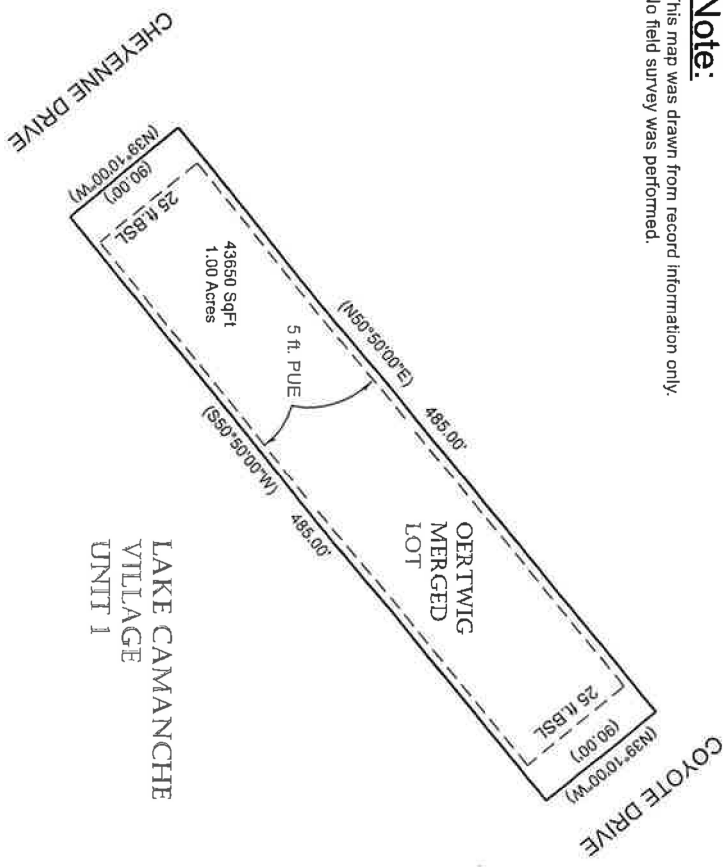 Note:
This map was drawn from record information only.
No field survey was performed.
CHEYENNE DRIVE
(N39°10'00"W)
(90.00')
25 ft.BSL
43650 SqFt
1.00 Acres
5 ft. PUE
(N50°50'00"E)
485.00'
(S50°50'00"W)
485.00'
OERTWIG
MERGED
LOT
25 ft.BSL
(90.00')
(N39°10'00"W)
COYOTE DRIVE
LAKE CAMANCHE
VILLAGE
UNIT 1